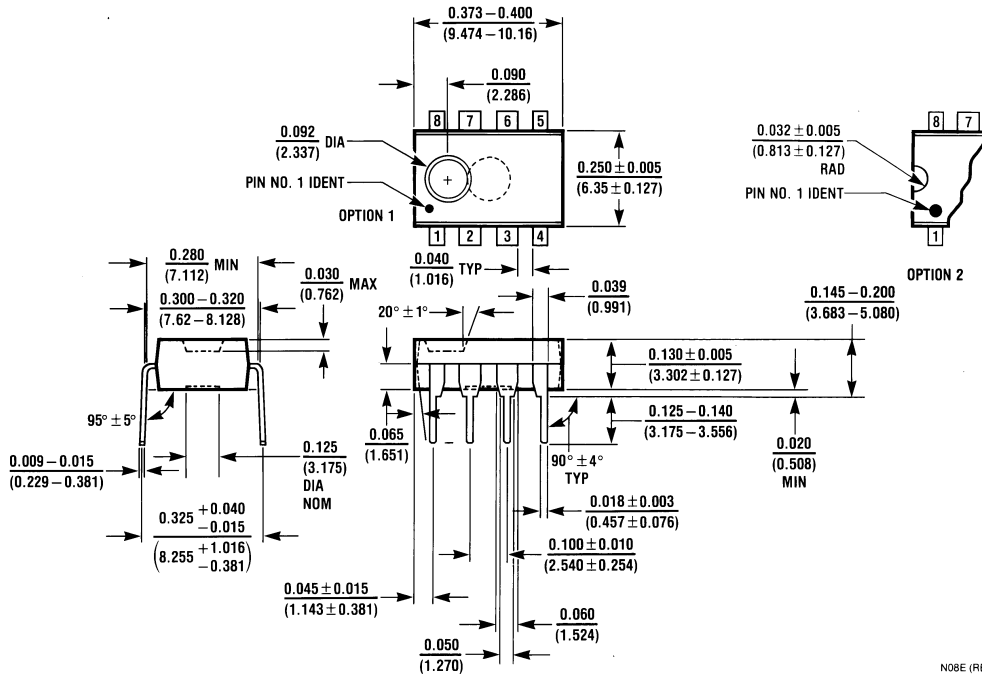 0.373 – 0.400
(9.474 – 10.16)
0.090
(2.286)
8 7 6 5
0.092 DIA
(2.337)
PIN NO. 1 IDENT
OPTION 1
0.250 ± 0.005
(6.35 ± 0.127)
1 2 3 4
0.032 ± 0.005
(0.813 ± 0.127)
RAD
PIN NO. 1 IDENT
8 7
1
OPTION 2
0.280 MIN
(7.112)
0.300 – 0.320
(7.62 – 8.128)
0.030 MAX
(0.762)
0.040 TYP
(1.016)
20° ± 1°
0.039
(0.991)
0.145 – 0.200
(3.683 – 5.080)
0.130 ± 0.005
(3.302 ± 0.127)
0.125 – 0.140
(3.175 – 3.556)
0.020
(0.508)
MIN
95° ± 5°
0.009 – 0.015
(0.229 – 0.381)
0.125
(3.175)
DIA
NOM
0.065
(1.651)
90° ± 4°
TYP
0.018 ± 0.003
(0.457 ± 0.076)
0.325 +0.040
–0.015
(8.255 +1.016
–0.381)
0.100 ± 0.010
(2.540 ± 0.254)
0.045 ± 0.015
(1.143 ± 0.381)
0.060
(1.524)
0.050
(1.270)
N08E (RE